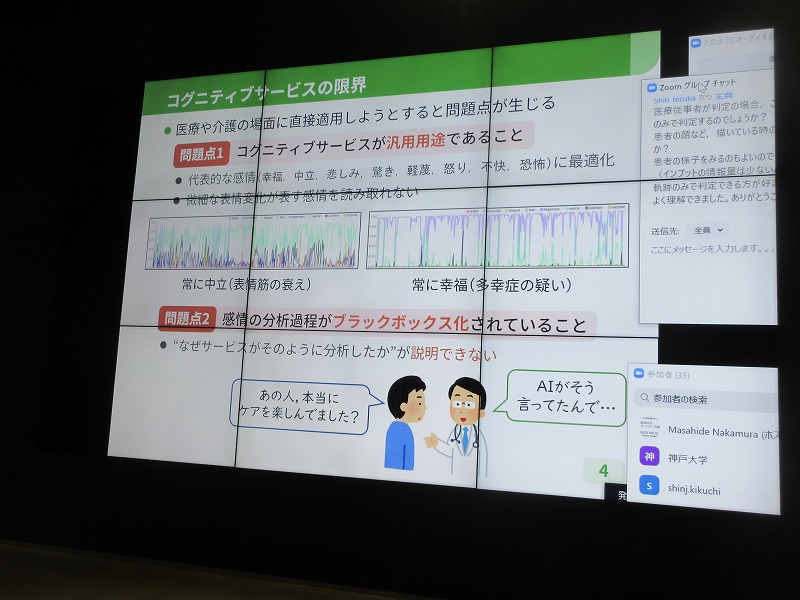 コグニティブサービスの限界
医療や介護の場面に直接適用しようとすると問題点が生じる
問題点1 コグニティブサービスが汎用用途であること
代表的な感情(幸福, 中立, 悲しみ, 驚き, 軽蔑, 怒り, 不快, 恐怖)に最適化
微細な表情変化が表す感情を読み取れない
常に中立(表情筋の衰え)
常に幸福(多幸症の疑い)
問題点2 感情の分析過程がブラックボックス化されていること
“なぜサービスがそのように分析したか”が説明できない
あの人,本当に
ケアを楽しんでました?
AIがそう
言ってたんで…
4
発
Zoom グループ チャット
Shin Iezuka から 全員
医療従事者が判定の場合、こ
のみで判定するのでしょうか?
患者の顔など、描いている時の
か?
患者の様子をみるのもよいので
(インプットの情報量は少ない
軌跡のみで判定できる方が好ま
よく理解できました。ありがとうご
送信先: 全員
ここにメッセージを入力します...
参加者 (35)
参加者の検索
Masahide Nakamura (ホス
神 神戸大学
S shinj.kikuchi